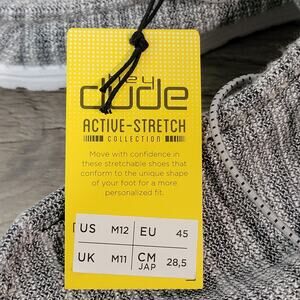 hey
dude
ACTIVE-STRETCH
COLLECTION
Move with confidence in
these stretchable shoes that
conform to the unique shape
of your foot for a more
personalized fit.
US M12 EU 45
UK M11 CM JAP 28,5